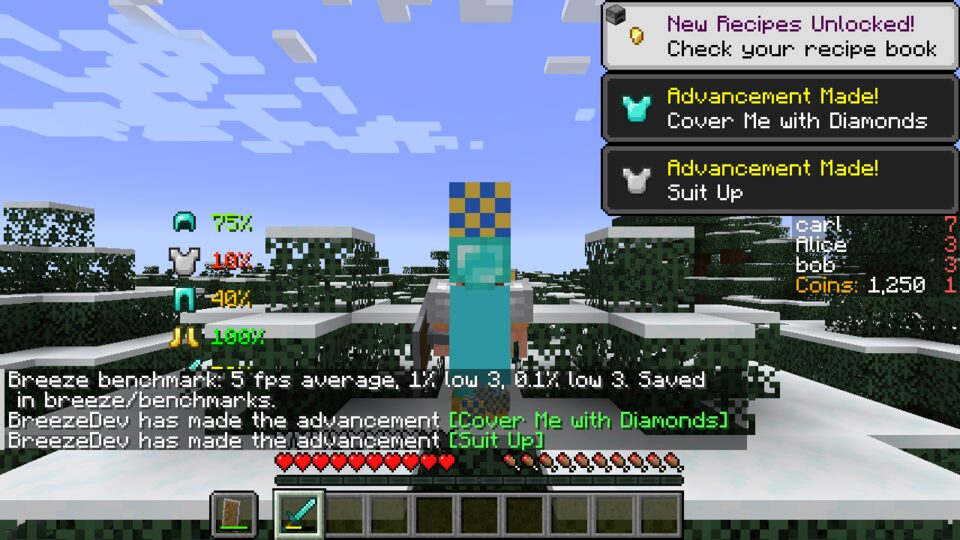 New Recipes Unlocked!
Check your recipe book
Advancement Made!
Cover Me with Diamonds
Advancement Made!
Suit Up
carl 7
Alice 3
bob 3
Coins: 1,250 1
75%
10%
40%
100%
Breeze benchmark: 5 fps average, 1% low 3, 0.1% low 3. Saved
in breeze/benchmarks.
BreezeDev has made the advancement [Cover Me with Diamonds]
BreezeDev has made the advancement [Suit Up]